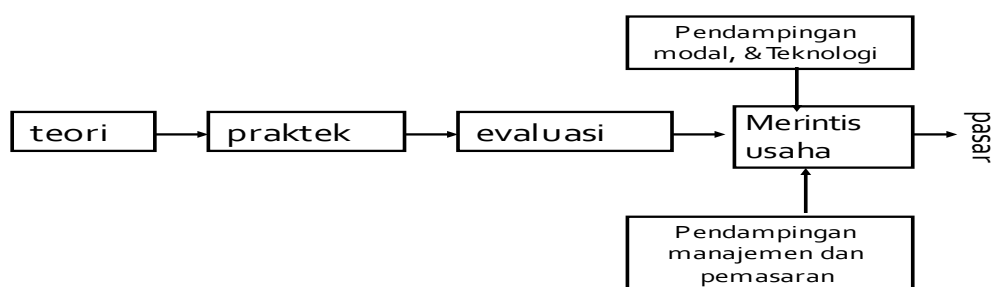 Pendampingan
modal, & Teknologi
teori
praktek
evaluasi
Merintis
usaha
pasar
Pendampingan
manajemen dan
pemasaran